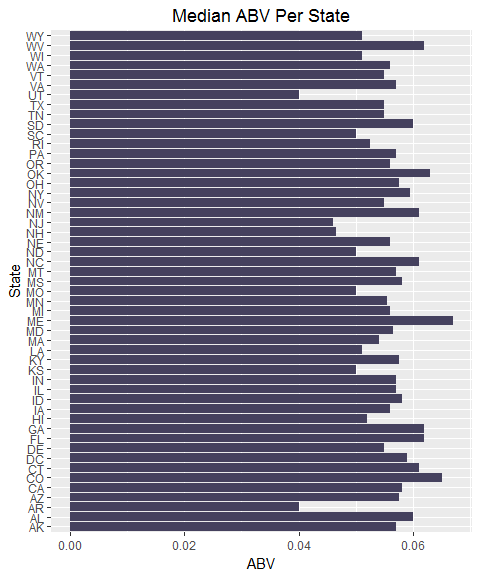 Median ABV Per State
WY
WV
WI
WA
VT
VA
UT
TX
TN
SD
SC
RI
PA
OR
OK
OH
NY
NV
NM
NJ
NH
NE
ND
NC
MT
MS
MO
MN
MI
ME
MD
MA
LA
KY
KS
IN
IL
ID
IA
HI
GA
FL
DE
DC
CT
CO
CA
AZ
AR
AL
AK
State
0.00 0.02 0.04 0.06
ABV